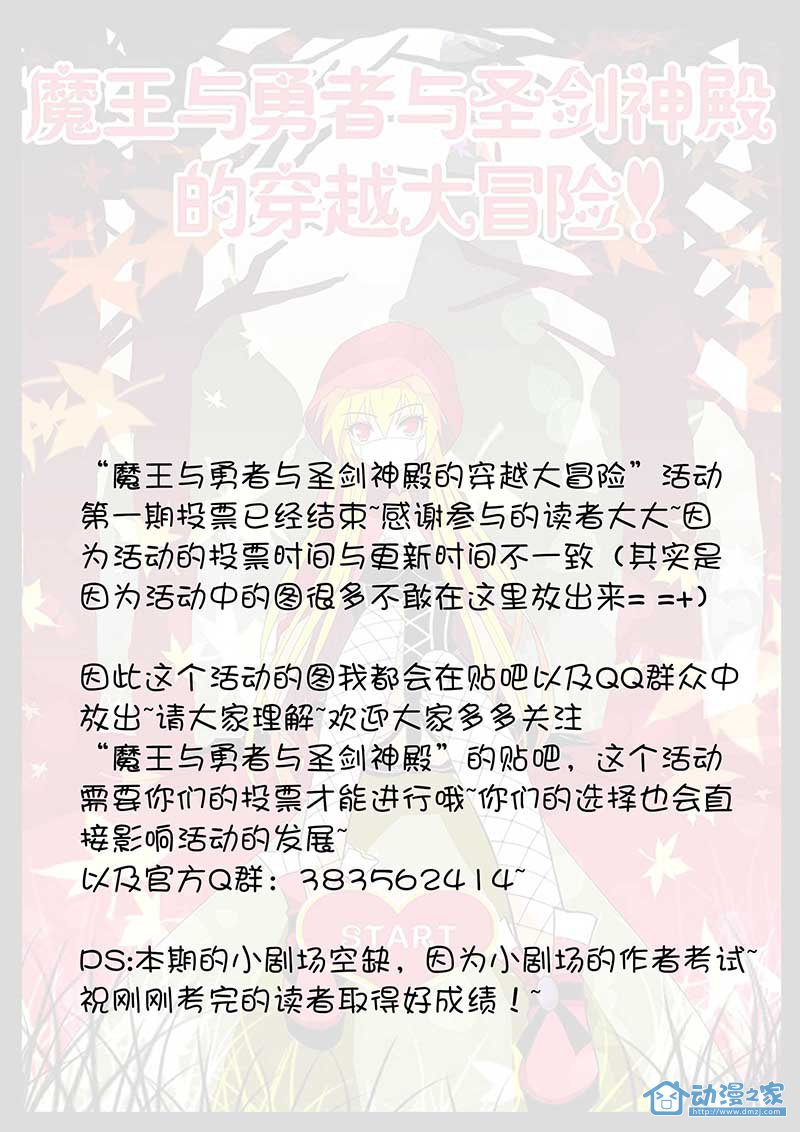 魔王与勇者与圣剑神殿
的穿越大冒险!
“魔王与勇者与圣剑神殿的穿越大冒险”活动
第一期投票已经结束~感谢参与的读者大大~因
为活动的投票时间与更新时间不一致（其实是
因为活动中的图很多不敢在这里放出来= =+）
因此这个活动的图我都会在贴吧以及QQ群众中
放出~请大家理解~欢迎大家多多关注
“魔王与勇者与圣剑神殿”的贴吧，这个活动
需要你们的投票才能进行哦~你们的选择也会直
接影响活动的发展~
以及官方Q群：383562414~
START
PS:本期的小剧场空缺，因为小剧场的作者考试~
祝刚刚考完的读者取得好成绩！~
动漫之家
http://www.dmzj.com